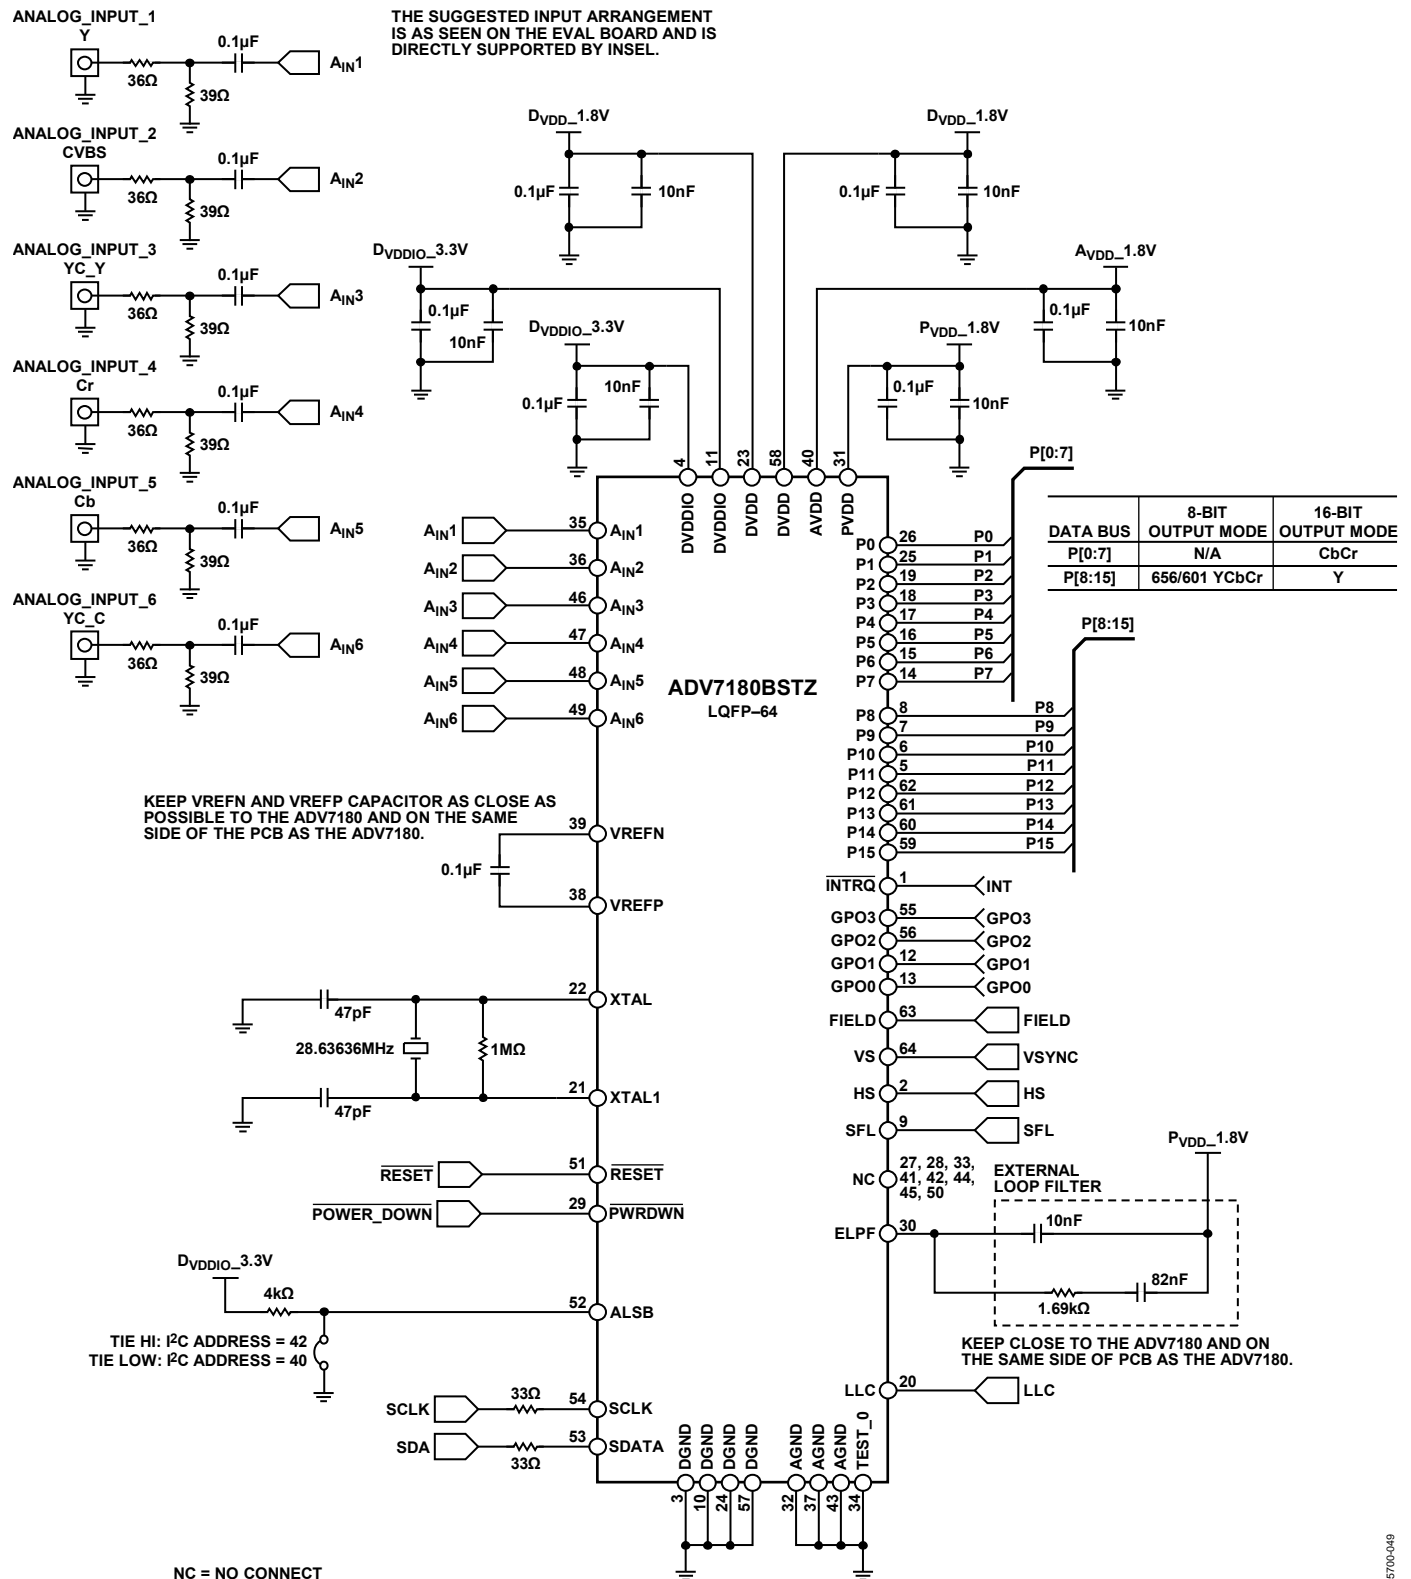 ANALOG_INPUT_1
Y
0.1µF
36Ω
39Ω
AIN1
THE SUGGESTED INPUT ARRANGEMENT
IS AS SEEN ON THE EVAL BOARD AND IS
DIRECTLY SUPPORTED BY INSEL.
ANALOG_INPUT_2
CVBS
0.1µF
36Ω
39Ω
AIN2
ANALOG_INPUT_3
YC_Y
0.1µF
36Ω
39Ω
AIN3
ANALOG_INPUT_4
Cr
0.1µF
36Ω
39Ω
AIN4
ANALOG_INPUT_5
Cb
0.1µF
36Ω
39Ω
AIN5
ANALOG_INPUT_6
YC_C
0.1µF
36Ω
39Ω
AIN6
DVDD_1.8V
0.1µF
10nF
DVDD_1.8V
0.1µF
10nF
DVDDIO_3.3V
0.1µF
10nF
DVDDIO_3.3V
0.1µF
10nF
PVDD_1.8V
0.1µF
10nF
AVDD_1.8V
0.1µF
10nF
4
11
23
58
40
31
DVDDIO
DVDDIO
DVDD
DVDD
AVDD
PVDD
AIN1
35
AIN1
AIN2
36
AIN2
AIN3
46
AIN3
AIN4
47
AIN4
AIN5
48
AIN5
AIN6
49
AIN6
ADV7180BSTZ
LQFP–64
P[0:7]
P0
26
P0
P1
25
P1
P2
19
P2
P3
18
P3
P4
17
P4
P5
16
P5
P6
15
P6
P7
14
P7
DATA BUS
8-BIT
OUTPUT MODE
16-BIT
OUTPUT MODE
P[0:7]
N/A
CbCr
P[8:15]
656/601 YCbCr
Y
P[8:15]
P8
8
P8
P9
7
P9
P10
6
P10
P11
5
P11
P12
62
P12
P13
61
P13
P14
60
P14
P15
59
P15
KEEP VREFN AND VREFP CAPACITOR AS CLOSE AS
POSSIBLE TO THE ADV7180 AND ON THE SAME
SIDE OF THE PCB AS THE ADV7180.
39
VREFN
0.1µF
38
VREFP
INTRQ
1
INT
GPO3
55
GPO3
GPO2
56
GPO2
GPO1
12
GPO1
GPO0
13
GPO0
FIELD
63
FIELD
VS
64
VSYNC
HS
2
HS
SFL
9
SFL
22
XTAL
47pF
28.63636MHz
1MΩ
21
XTAL1
47pF
RESET
51
RESET
POWER_DOWN
29
PWRDWN
NC
27, 28, 33,
41, 42, 44,
45, 50
PVDD_1.8V
EXTERNAL
LOOP FILTER
ELPF
30
10nF
82nF
1.69kΩ
KEEP CLOSE TO THE ADV7180 AND ON
THE SAME SIDE OF PCB AS THE ADV7180.
DVDDIO_3.3V
4kΩ
52
ALSB
TIE HI: I2C ADDRESS = 42
TIE LOW: I2C ADDRESS = 40
LLC
20
LLC
SCLK
33Ω
54
SCLK
SDA
33Ω
53
SDATA
DGND
DGND
DGND
DGND
AGND
AGND
AGND
TEST_0
3
10
24
57
32
37
43
34
NC = NO CONNECT
5700-049